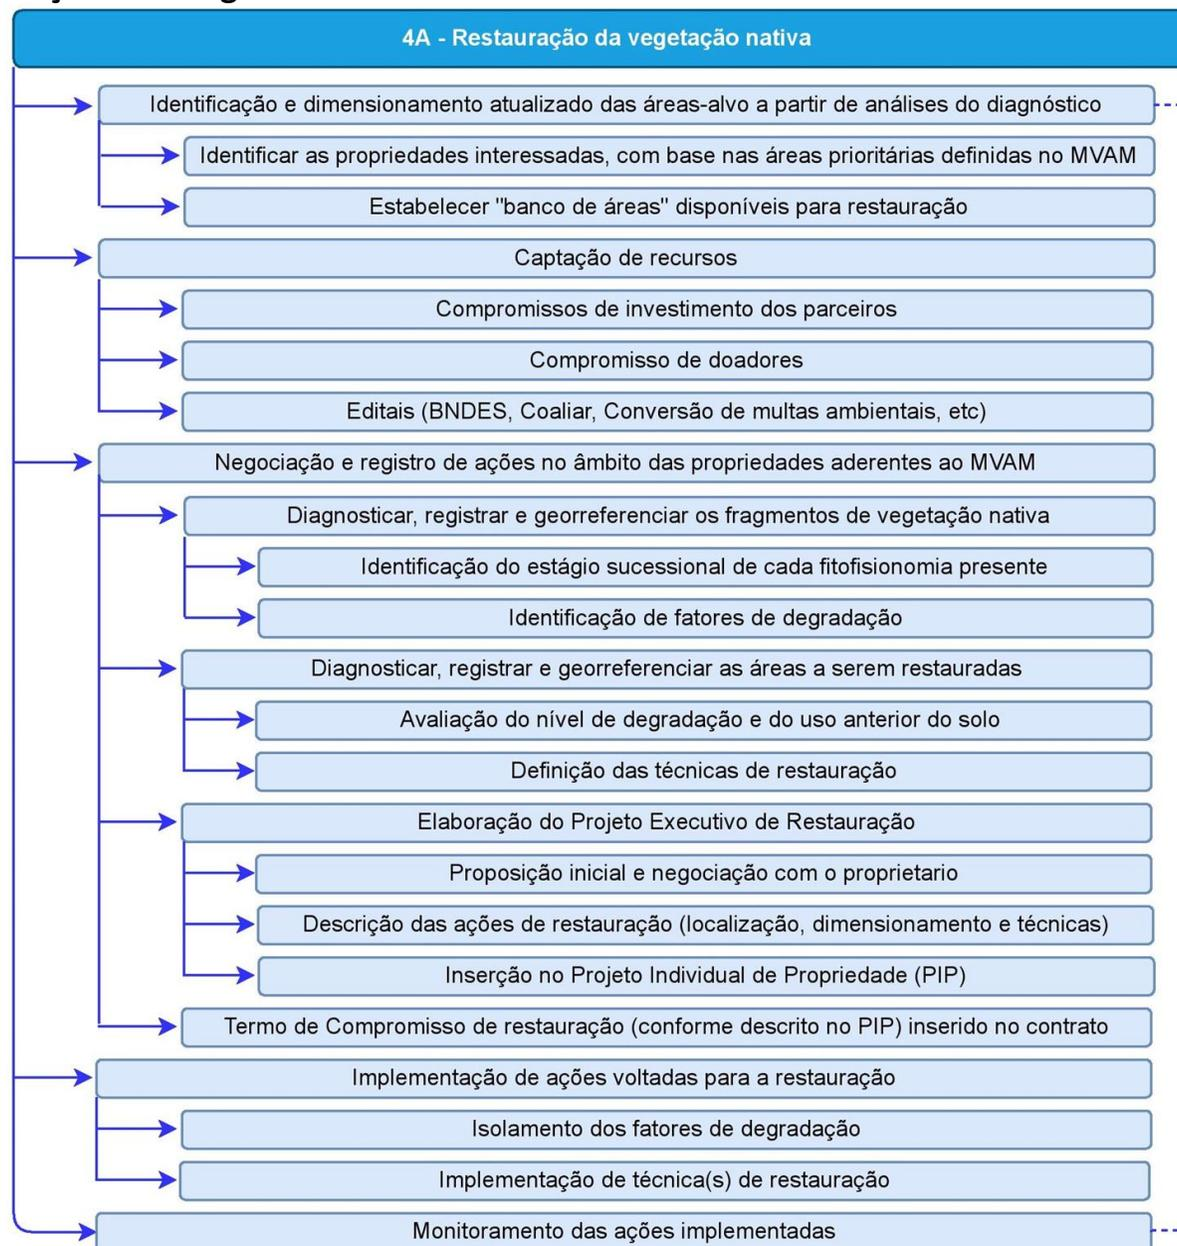 4A - Restauração da vegetação nativa
Identificação e dimensionamento atualizado das áreas-alvo a partir de análises do diagnóstico
Identificar as propriedades interessadas, com base nas áreas prioritárias definidas no MVAM
Estabelecer "banco de áreas" disponíveis para restauração
Captação de recursos
Compromissos de investimento dos parceiros
Compromisso de doadores
Editais (BNDES, Coaliar, Conversão de multas ambientais, etc)
Negociação e registro de ações no âmbito das propriedades aderentes ao MVAM
Diagnosticar, registrar e georreferenciar os fragmentos de vegetação nativa
Identificação do estágio sucessional de cada fitofisionomia presente
Identificação de fatores de degradação
Diagnosticar, registrar e georreferenciar as áreas a serem restauradas
Avaliação do nível de degradação e do uso anterior do solo
Definição das técnicas de restauração
Elaboração do Projeto Executivo de Restauração
Proposição inicial e negociação com o proprietario
Descrição das ações de restauração (localização, dimensionamento e técnicas)
Inserção no Projeto Individual de Propriedade (PIP)
Termo de Compromisso de restauração (conforme descrito no PIP) inserido no contrato
Implementação de ações voltadas para a restauração
Isolamento dos fatores de degradação
Implementação de técnica(s) de restauração
Monitoramento das ações implementadas